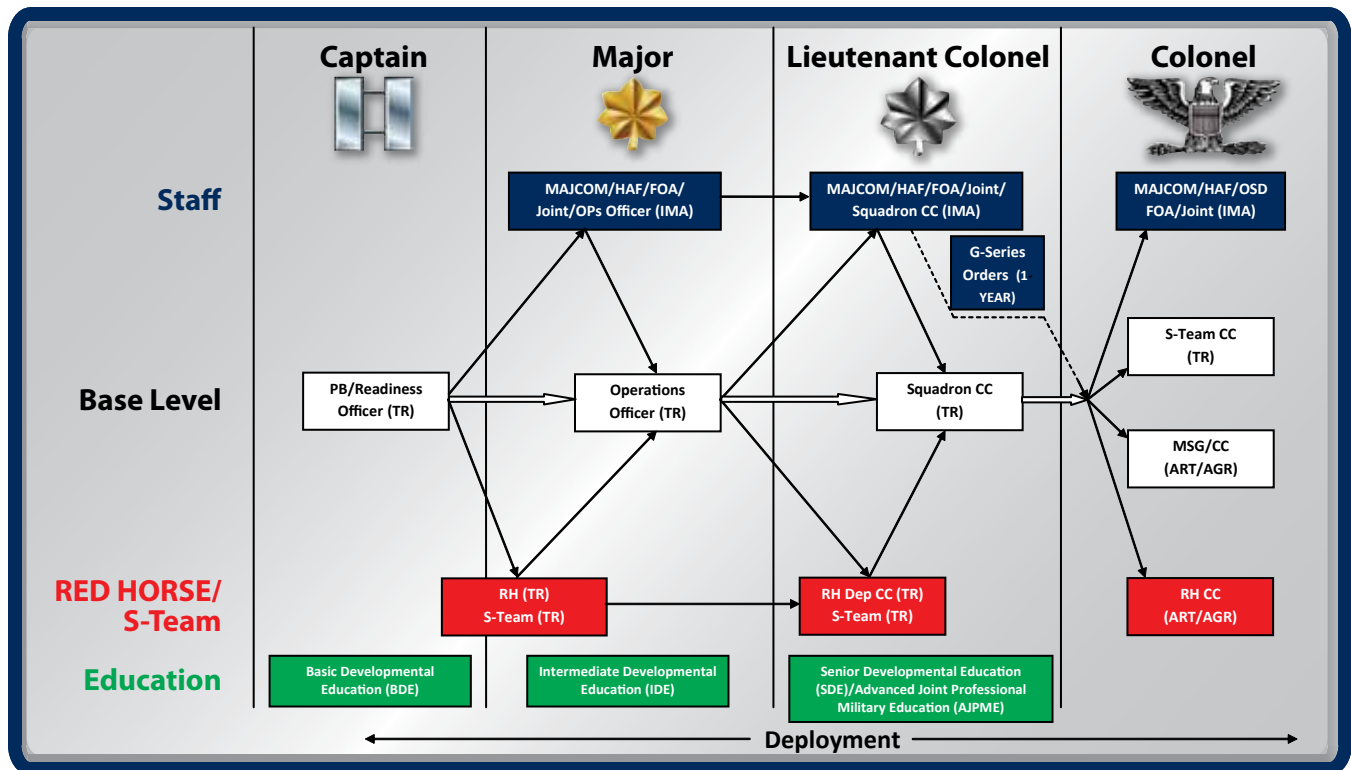 Captain
Major
Lieutenant Colonel
Colonel
Staff
MAJCOM/HAF/FOA/
Joint/OPs Officer (IMA)
MAJCOM/HAF/FOA/Joint/
Squadron CC (IMA)
MAJCOM/HAF/OSD
FOA/Joint (IMA)
G-Series
Orders (1
YEAR)
S-Team CC
(TR)
Base Level
PB/Readiness
Officer (TR)
Operations
Officer (TR)
Squadron CC
(TR)
MSG/CC
(ART/AGR)
RED HORSE/
S-Team
RH (TR)
S-Team (TR)
RH Dep CC (TR)
S-Team (TR)
RH CC
(ART/AGR)
Education
Basic Developmental
Education (BDE)
Intermediate Developmental
Education (IDE)
Senior Developmental Education
(SDE)/Advanced Joint Professional
Military Education (AJPME)
Deployment